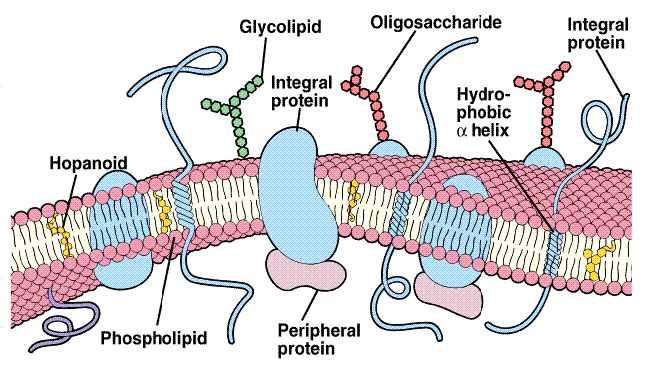 Glycolipid
Oligosaccharide
Integral
protein
Integral
protein
Hydro-
phobic
α helix
Hopanoid
Phospholipid
Peripheral
protein